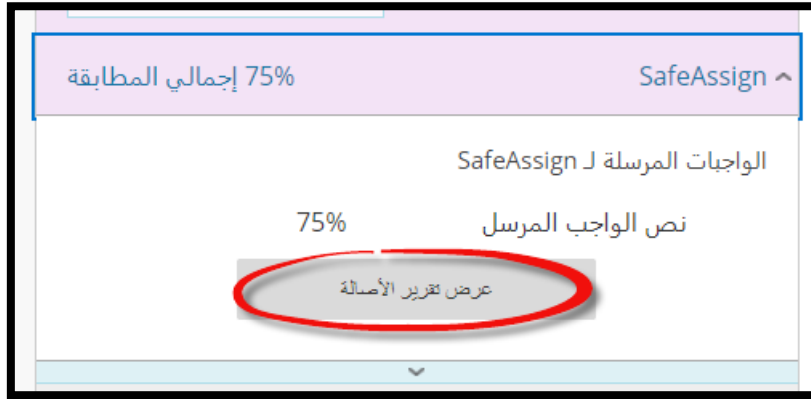 SafeAssign 75% إجمالي المطابقة
الواجبات المرسلة لـ SafeAssign
نص الواجب المرسل 75%
عرض تقرير الأصالة